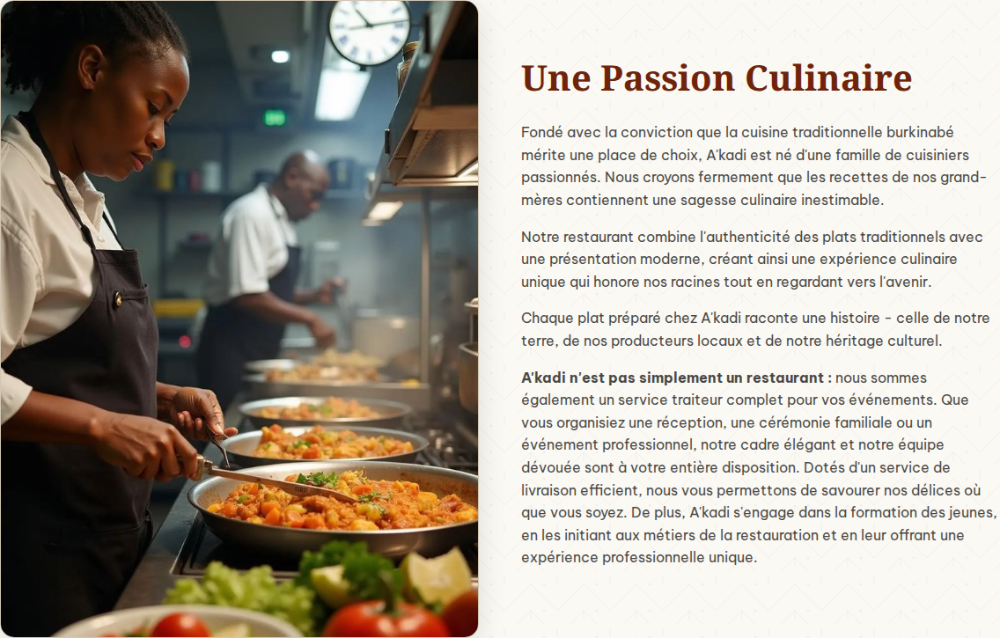 Une Passion Culinaire
Fondé avec la conviction que la cuisine traditionnelle burkinabé
mérite une place de choix, A'kadi est né d'une famille de cuisiniers
passionnés. Nous croyons fermement que les recettes de nos grand-
mères contiennent une sagesse culinaire inestimable.
Notre restaurant combine l'authenticité des plats traditionnels avec
une présentation moderne, créant ainsi une expérience culinaire
unique qui honore nos racines tout en regardant vers l'avenir.
Chaque plat préparé chez A'kadi raconte une histoire - celle de notre
terre, de nos producteurs locaux et de notre héritage culturel.
A'kadi n'est pas simplement un restaurant : nous sommes
également un service traiteur complet pour vos événements. Que
vous organisiez une réception, une cérémonie familiale ou un
événement professionnel, notre cadre élégant et notre équipe
dévouée sont à votre entière disposition. Dotés d'un service de
livraison efficient, nous vous permettons de savourer nos délices où
que vous soyez. De plus, A'kadi s'engage dans la formation des jeunes,
en les initiant aux métiers de la restauration et en leur offrant une
expérience professionnelle unique.